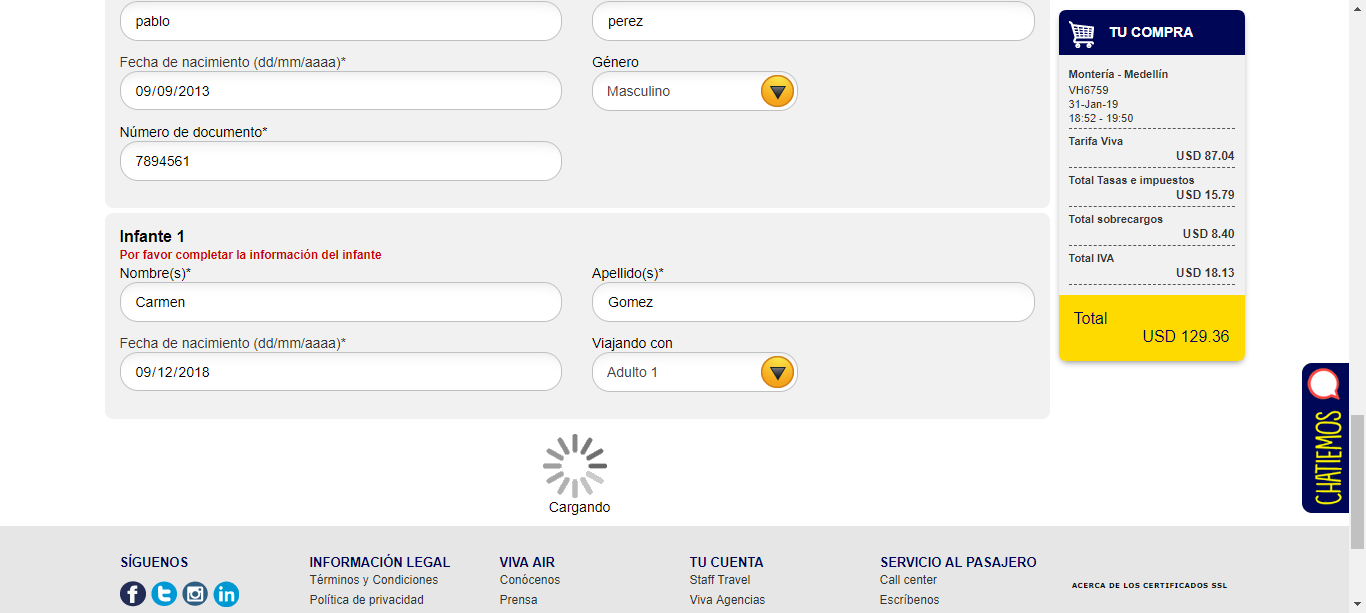 pablo
perez
Fecha de nacimiento (dd/mm/aaaa)*
Género
09/09/2013
Masculino
Número de documento*
7894561
Infante 1
Por favor completar la información del infante
Nombre(s)*
Apellido(s)*
Carmen
Gomez
Fecha de nacimiento (dd/mm/aaaa)*
Viajando con
09/12/2018
Adulto 1
Cargando
TU COMPRA
Montería - Medellín
VH6759
31-Jan-19
18:52 - 19:50
Tarifa Viva
USD 87.04
Total Tasas e impuestos
USD 15.79
Total sobrecargos
USD 8.40
Total IVA
USD 18.13
Total
USD 129.36
CHATIEMOS
SÍGUENOS
INFORMACIÓN LEGAL
Términos y Condiciones
Política de privacidad
VIVA AIR
Conócenos
Prensa
TU CUENTA
Staff Travel
Viva Agencias
SERVICIO AL PASAJERO
Call center
Escríbenos
ACERCA DE LOS CERTIFICADOS SSL